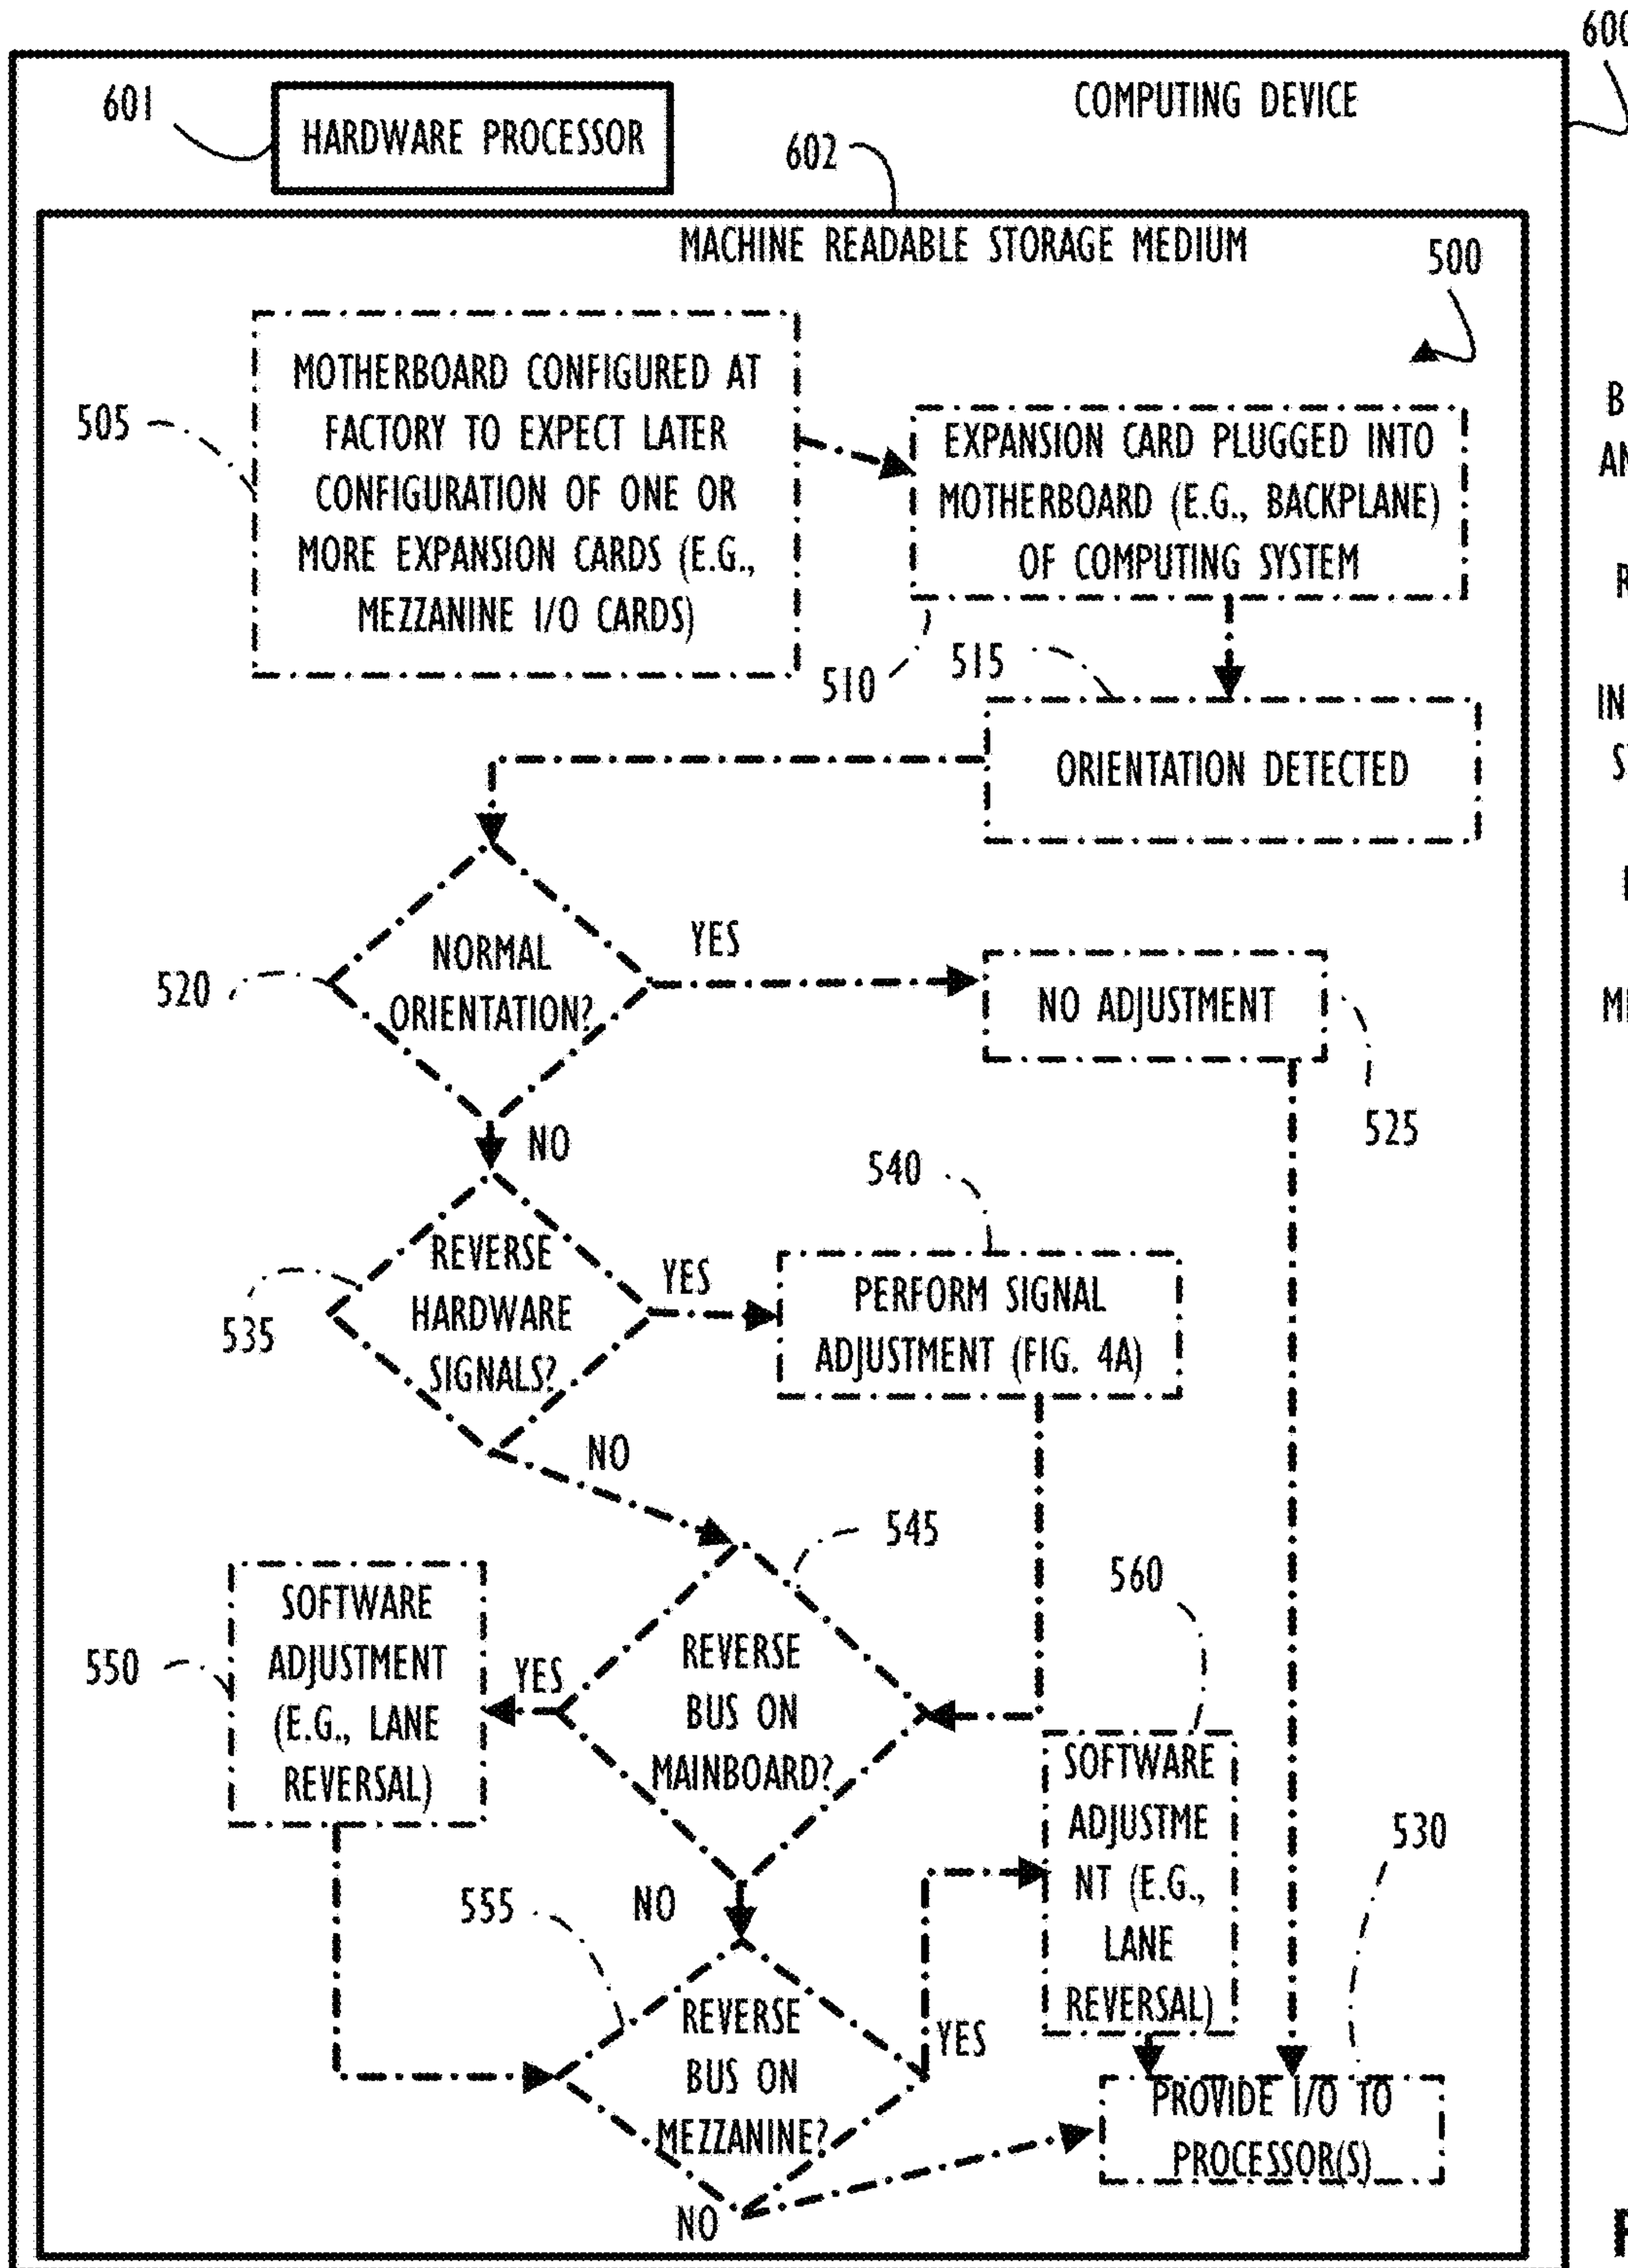 600
601
HARDWARE PROCESSOR
COMPUTING DEVICE
602
MACHINE READABLE STORAGE MEDIUM
500
505
MOTHERBOARD CONFIGURED AT
FACTORY TO EXPECT LATER
CONFIGURATION OF ONE OR
MORE EXPANSION CARDS (E.G.,
MEZZANINE I/O CARDS)
EXPANSION CARD PLUGGED INTO
MOTHERBOARD (E.G., BACKPLANE)
OF COMPUTING SYSTEM
510
515
ORIENTATION DETECTED
520
NORMAL
ORIENTATION?
YES
NO ADJUSTMENT
525
NO
535
REVERSE
HARDWARE
SIGNALS?
YES
540
PERFORM SIGNAL
ADJUSTMENT (FIG. 4A)
NO
545
REVERSE
BUS ON
MAINBOARD?
YES
550
SOFTWARE
ADJUSTMENT
(E.G., LANE
REVERSAL)
560
SOFTWARE
ADJUSTME
NT (E.G.,
LANE
REVERSAL)
NO
555
REVERSE
BUS ON
MEZZANINE?
YES
530
PROVIDE I/O TO
PROCESSOR(S)
NO